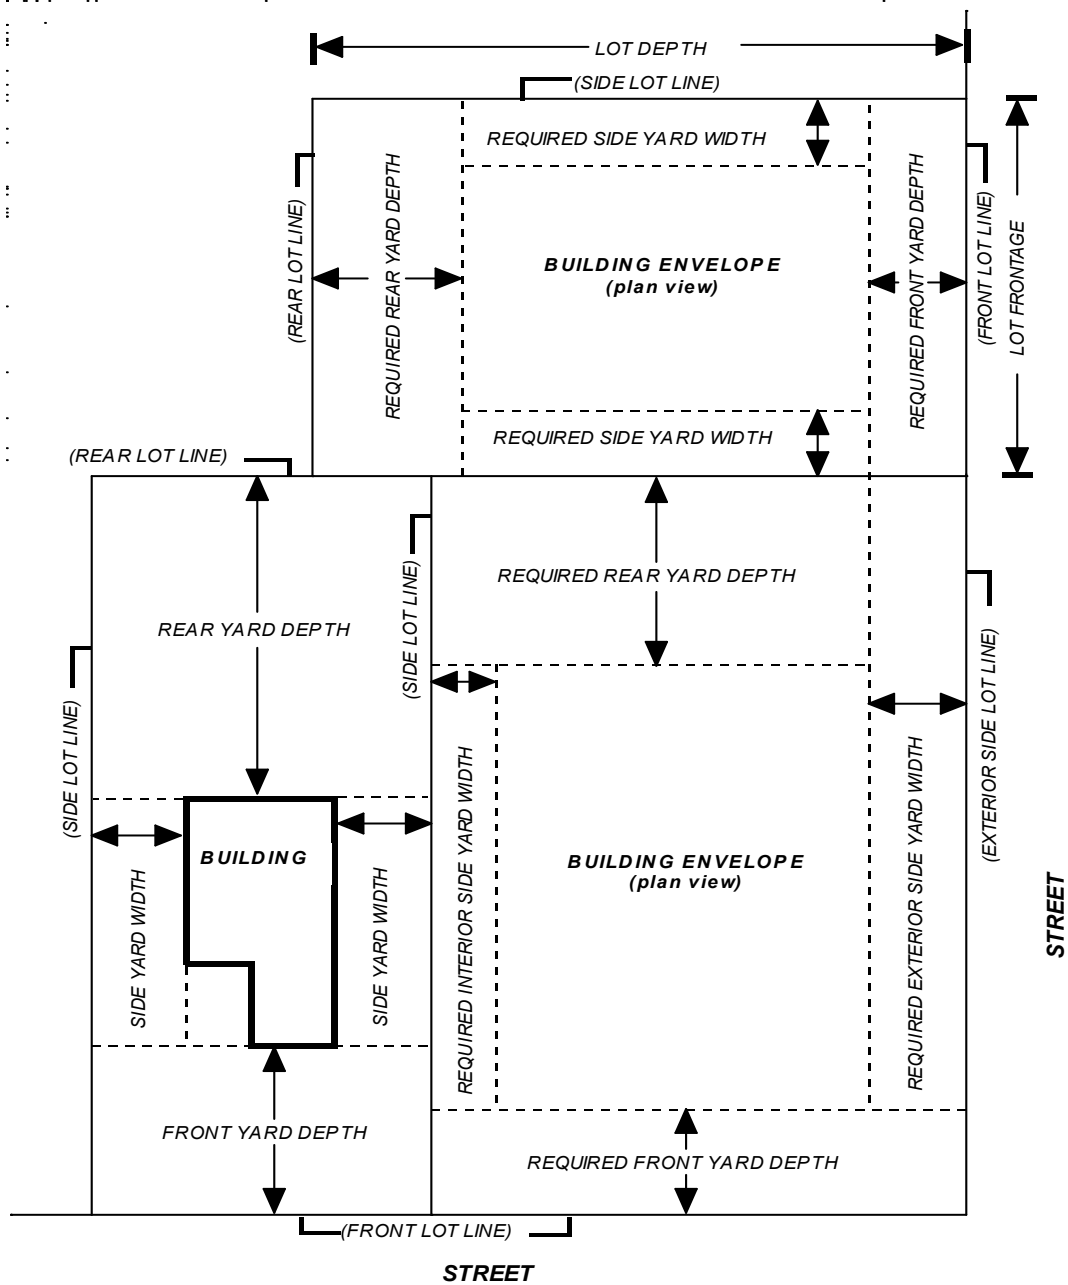 LOT DEPTH
(SIDE LOT LINE)
REQUIRED SIDE YARD WIDTH
(REAR LOT LINE)
REQUIRED REAR YARD DEPTH
BUILDING ENVELOPE
(plan view)
REQUIRED FRONT YARD DEPTH
(FRONT LOT LINE)
LOT FRONTAGE
REQUIRED SIDE YARD WIDTH
(REAR LOT LINE)
(SIDE LOT LINE)
REAR YARD DEPTH
(SIDE LOT LINE)
REQUIRED REAR YARD DEPTH
(EXTERIOR SIDE LOT LINE)
BUILDING
SIDE YARD WIDTH
SIDE YARD WIDTH
REQUIRED INTERIOR SIDE YARD WIDTH
BUILDING ENVELOPE
(plan view)
REQUIRED EXTERIOR SIDE YARD WIDTH
STREET
FRONT YARD DEPTH
REQUIRED FRONT YARD DEPTH
(FRONT LOT LINE)
STREET